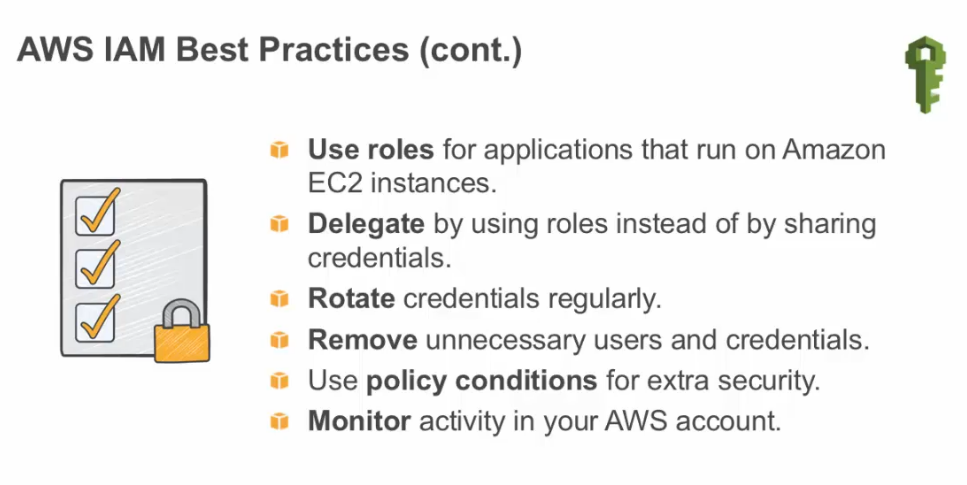 AWS IAM Best Practices (cont.)
Use roles for applications that run on Amazon
EC2 instances.
Delegate by using roles instead of by sharing
credentials.
Rotate credentials regularly.
Remove unnecessary users and credentials.
Use policy conditions for extra security.
Monitor activity in your AWS account.